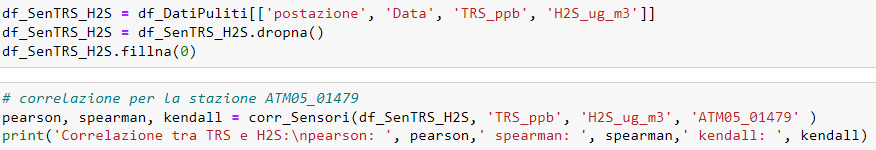 df_SenTRS_H2S = df_DatiPuliti[['postazione', 'Data', 'TRS_ppb', 'H2S_ug_m3']]
df_SenTRS_H2S = df_SenTRS_H2S.dropna()
df_SenTRS_H2S.fillna(0)
# correlazione per la stazione ATM05_01479
pearson, spearman, kendall = corr_Sensori(df_SenTRS_H2S, 'TRS_ppb', 'H2S_ug_m3', 'ATM05_01479' )
print('Correlazione tra TRS e H2S:\npearson: ', pearson,' spearman: ', spearman,' kendall: ', kendall)